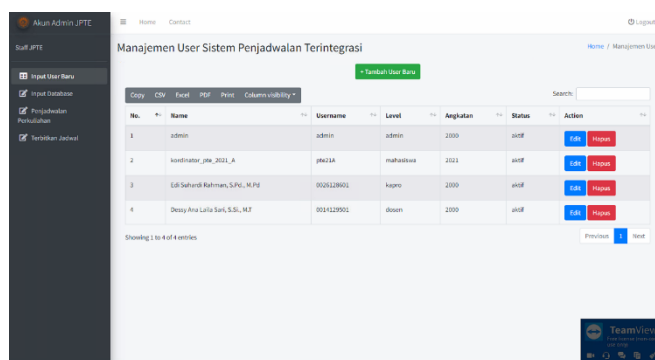 Akun Admin JPTE
Home Contact
Logout
Staff JPTE
Manajemen User Sistem Penjadwalan Terintegrasi
Home / Manajemen User
Input User Baru
Input Database
Penjadwalan Perkuliahan
Terbitkan Jadwal
+ Tambah User Baru
Copy CSV Excel PDF Print Column visibility
Search:
No. Name Username Level Angkatan Status Action
1 admin admin admin 2000 aktif Edit Hapus
2 kordinator_pte_2021_A pte21A mahasiswa 2021 aktif Edit Hapus
3 Edi Suhardi Rahman, S.Pd., M.Pd 0026128601 kapro 2000 aktif Edit Hapus
4 Dessy Ana Laila Sari, S.Si., M.T 0014129501 dosen 2000 aktif Edit Hapus
Showing 1 to 4 of 4 entries
Previous 1 Next
TeamView